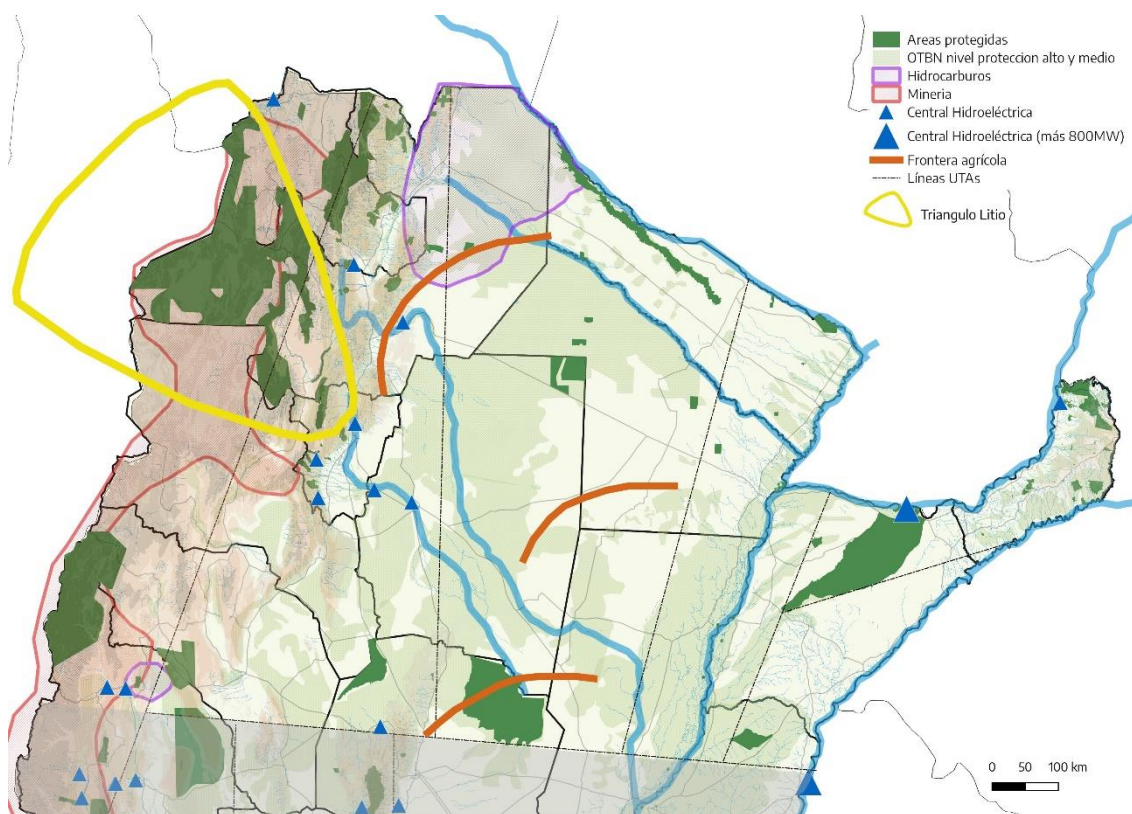 Areas protegidas
OTBN nivel proteccion alto y medio
Hidrocarburos
Mineria
Central Hidroeléctrica
Central Hidroeléctrica (más 800MW)
Frontera agrícola
Líneas UTAs
Triangulo Litio
0 50 100 km